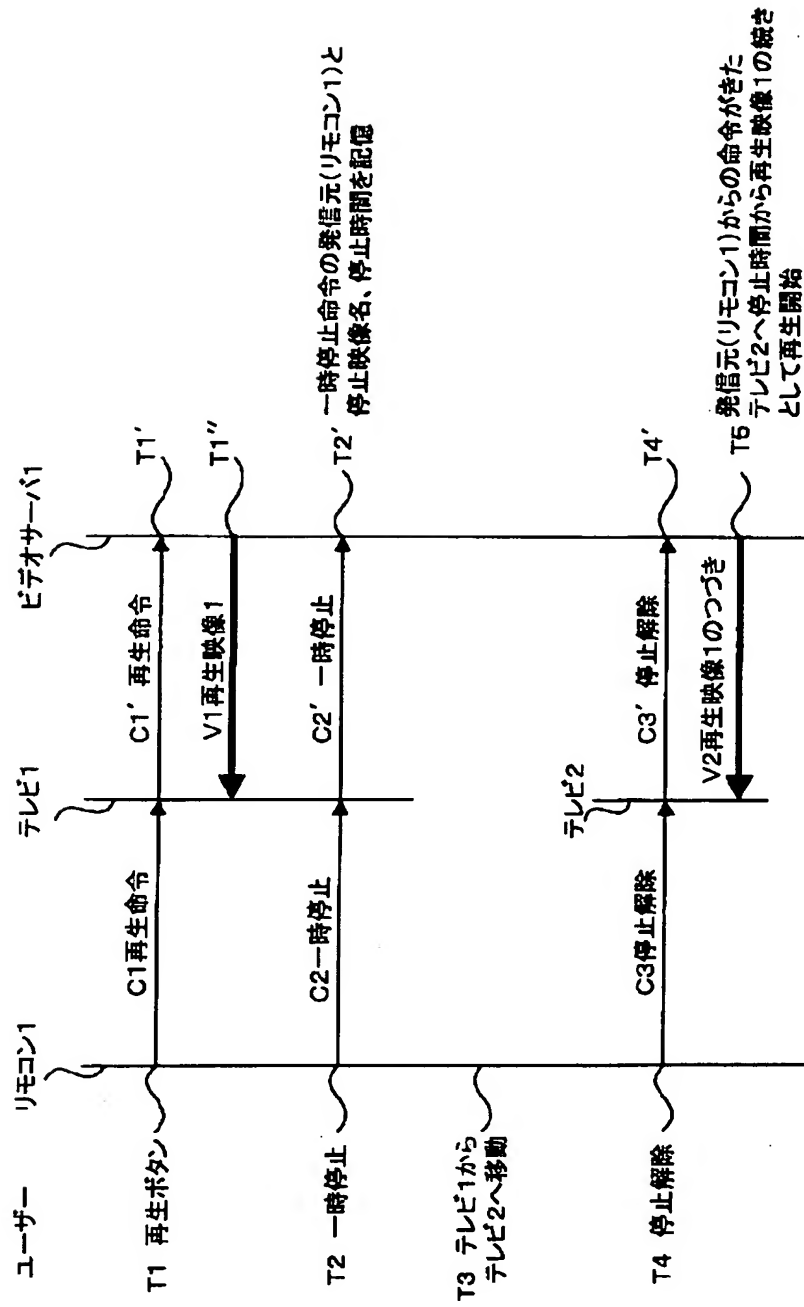 ユーザー
リモコン1
テレビ1
ビデオサーバ1
T1 再生ボタン
C1再生命令
C1′ 再生命令
T1′
V1再生映像1
T1″
T2 一時停止
C2一時停止
C2′ 一時停止
T2′ 一時停止命令の発信元(リモコン1)と
停止映像名、停止時間を記憶
T3 テレビ1から
テレビ2へ移動
テレビ2
T4 停止解除
C3停止解除
C3′ 停止解除
T4′
V2再生映像1のつづき
T5 発信元(リモコン1)からの命令がきた
テレビ2へ停止時間から再生映像1の続き
として再生開始